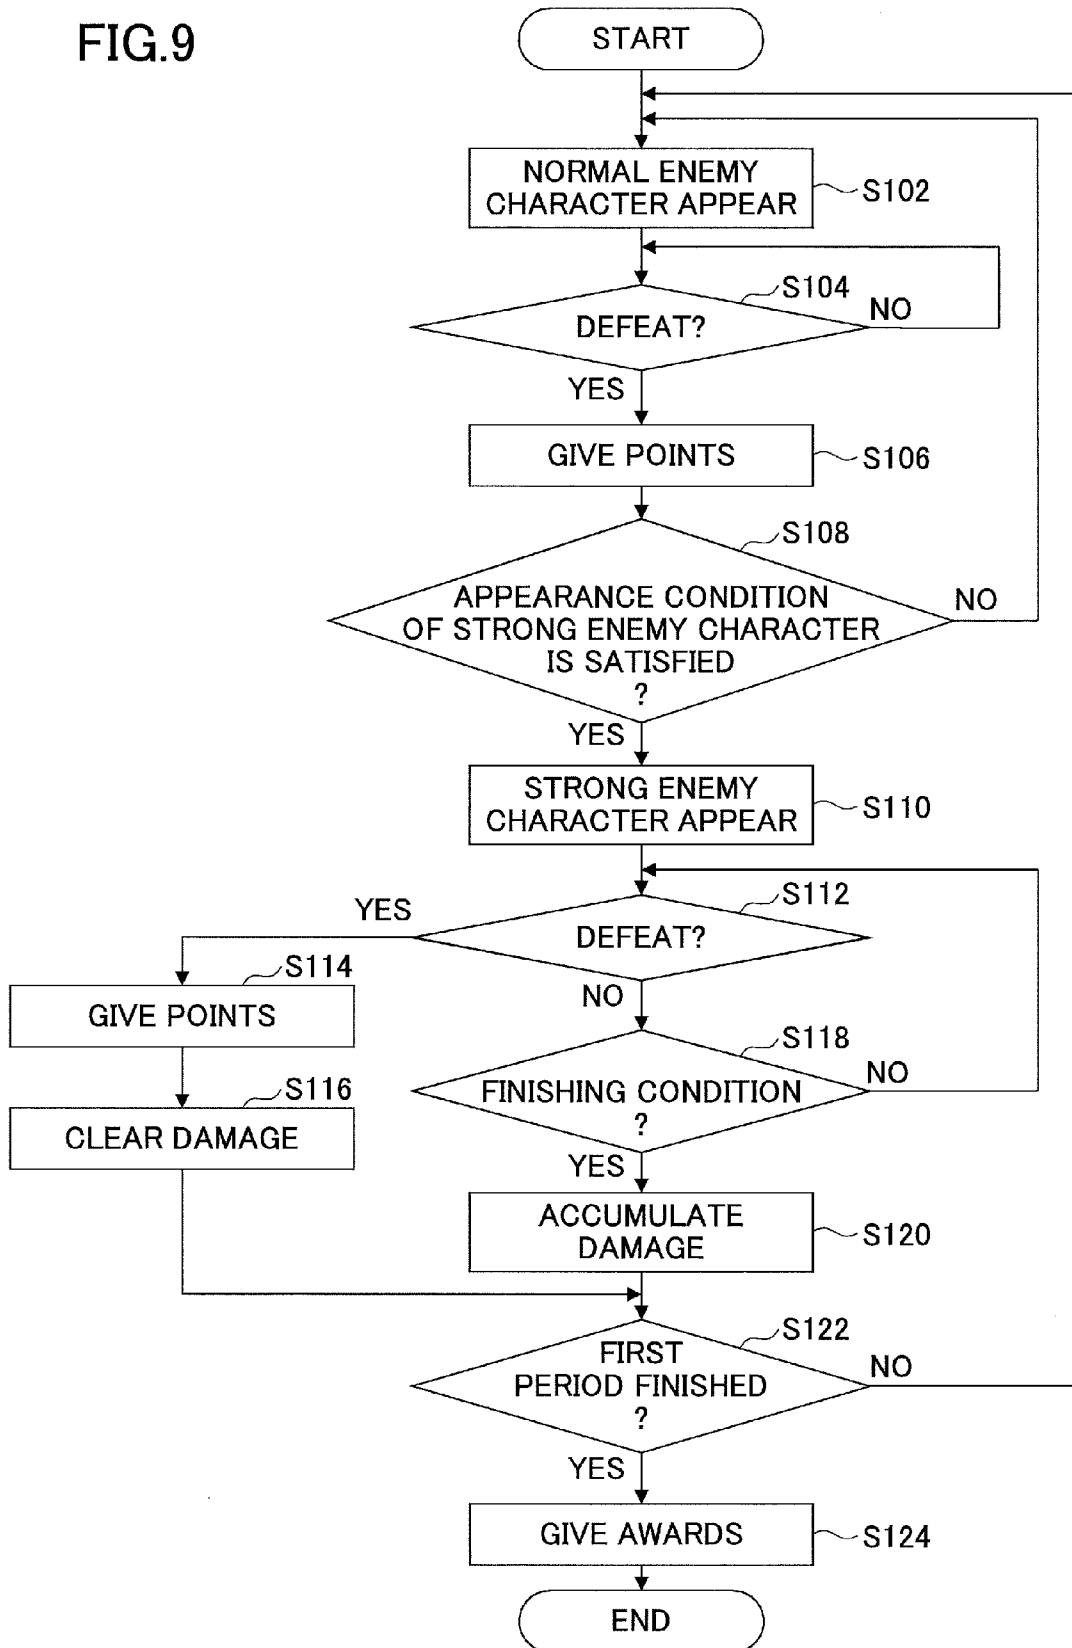 FIG.9
START
NORMAL ENEMY
CHARACTER APPEAR
S102
S104
DEFEAT?
NO
YES
GIVE POINTS
S106
S108
APPEARANCE CONDITION
OF STRONG ENEMY CHARACTER
IS SATISFIED
?
NO
YES
STRONG ENEMY
CHARACTER APPEAR
S110
S112
YES
DEFEAT?
S114
GIVE POINTS
NO
S118
S116
FINISHING CONDITION
?
NO
CLEAR DAMAGE
YES
ACCUMULATE
DAMAGE
S120
S122
FIRST
PERIOD FINISHED
?
NO
YES
GIVE AWARDS
S124
END